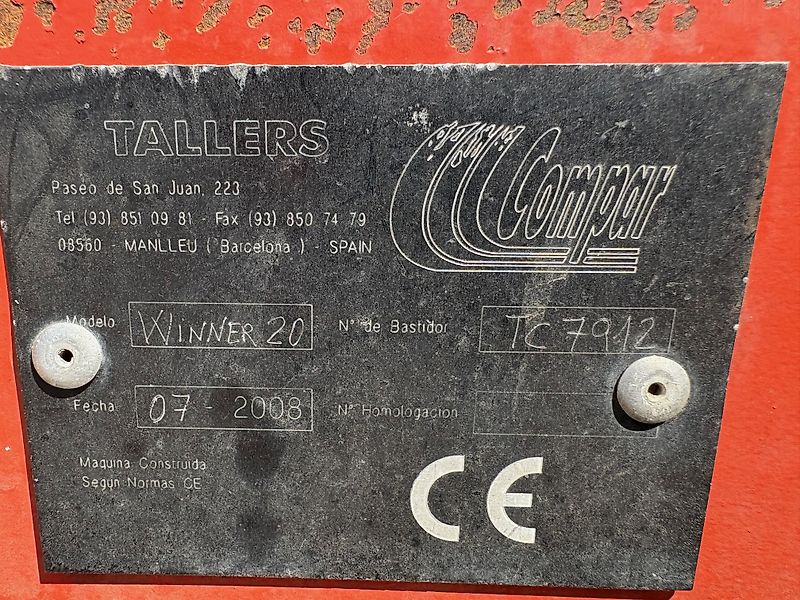 TALLERS
Compar
Paseo de San Juan, 223
Tel (93) 851 09 81 - Fax (93) 850 74 79
08560 - MANLLEU ( Barcelona ) - SPAIN
Modelo WINNER 20 Nº de Bastidor TC 7912
Fecha 07 - 2008 Nº Homologación
Maquina Construida
Según Normas CE
CE